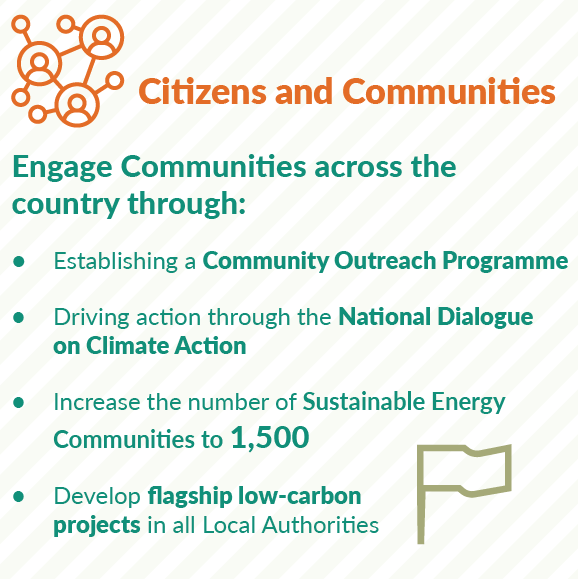 Citizens and Communities
Engage Communities across the
country through:
● Establishing a Community Outreach Programme
● Driving action through the National Dialogue
on Climate Action
● Increase the number of Sustainable Energy
Communities to 1,500
● Develop flagship low-carbon
projects in all Local Authorities